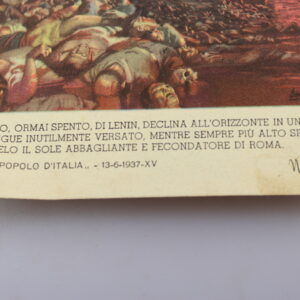 O, ORMAI SPENTO, DI LENIN, DECLINA ALL'ORIZZONTE IN UN
GUE INUTILMENTE VERSATO, MENTRE SEMPRE PIÙ ALTO SP
ELO IL SOLE ABBAGLIANTE E FECONDATORE DI ROMA.
POPOLO D'ITALIA„ - 13-6-1937-XV